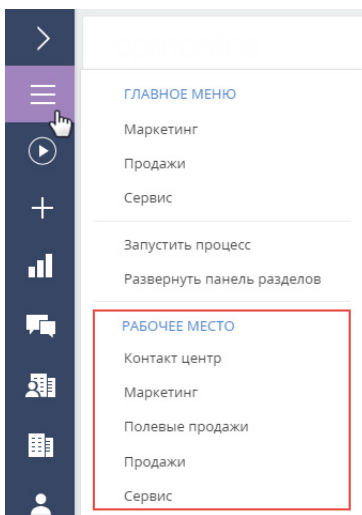 ГЛАВНОЕ МЕНЮ
Маркетинг
Продажи
Сервис
Запустить процесс
Развернуть панель разделов
РАБОЧЕЕ МЕСТО
Контакт центр
Маркетинг
Полевые продажи
Продажи
Сервис